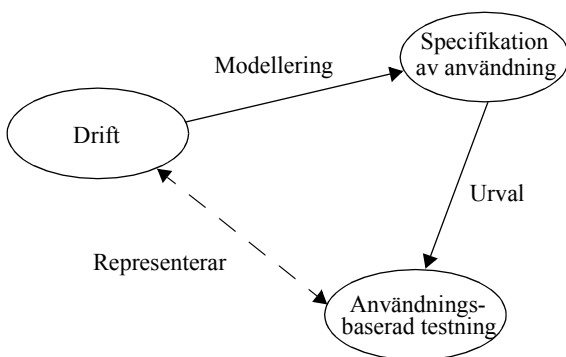 Specifikation
av användning
Modellering
Drift
Urval
Representerar
Användnings-
baserad testning